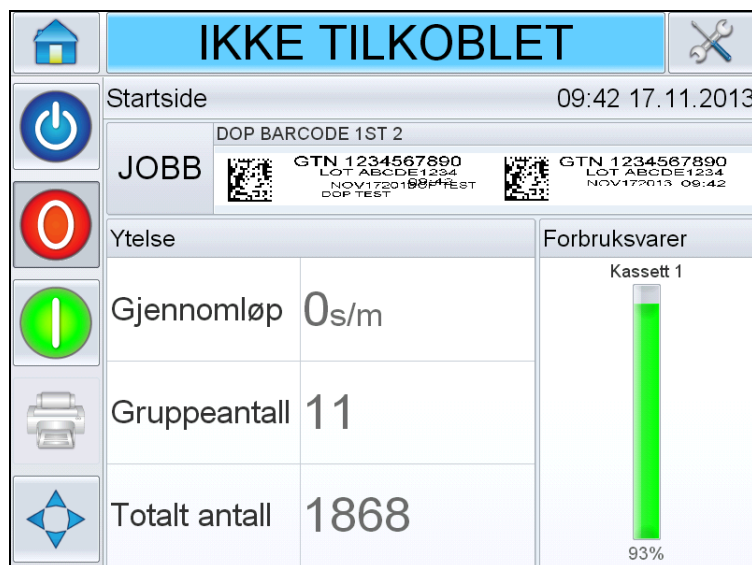 IKKE TILKOBLET
Startside 09:42 17.11.2013
DOP BARCODE 1ST 2
JOBB
GTN 1234567890
LOT ABCDE1234
DOP TEST
GTN 1234567890
LOT ABCDE1234
NOV172013 09:42
Ytelse
Forbruksvarer
Kassett 1
Gjennomløp 0s/m
Gruppeantall 11
Totalt antall 1868
93%